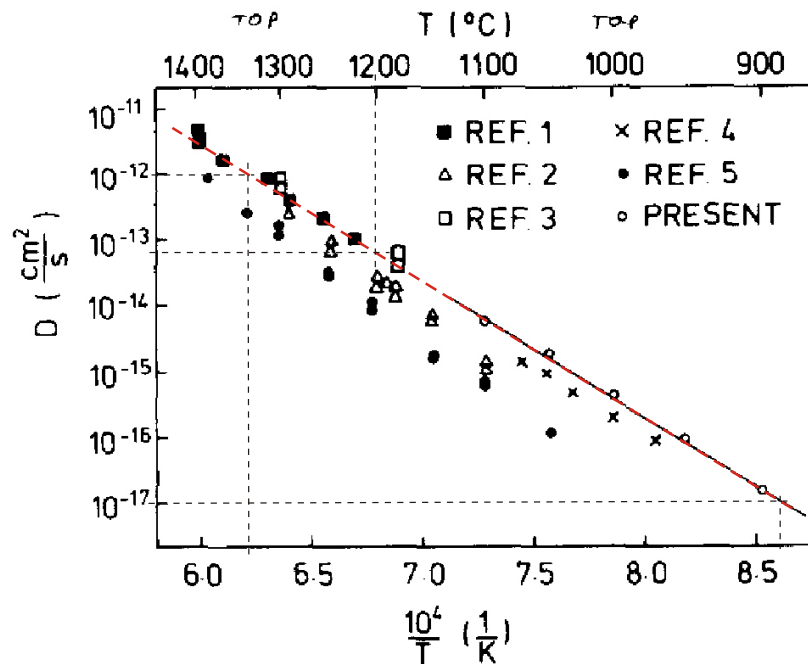 TOP TOP
T (°C)
1400 1300 1200 1100 1000 900
10⁻¹¹
10⁻¹²
10⁻¹³
10⁻¹⁴
10⁻¹⁵
10⁻¹⁶
10⁻¹⁷
D (cm²/s)
■ REF. 1 × REF. 4
△ REF. 2 ● REF. 5
□ REF. 3 ○ PRESENT
6.0 6.5 7.0 7.5 8.0 8.5
10⁴/T (1/K)